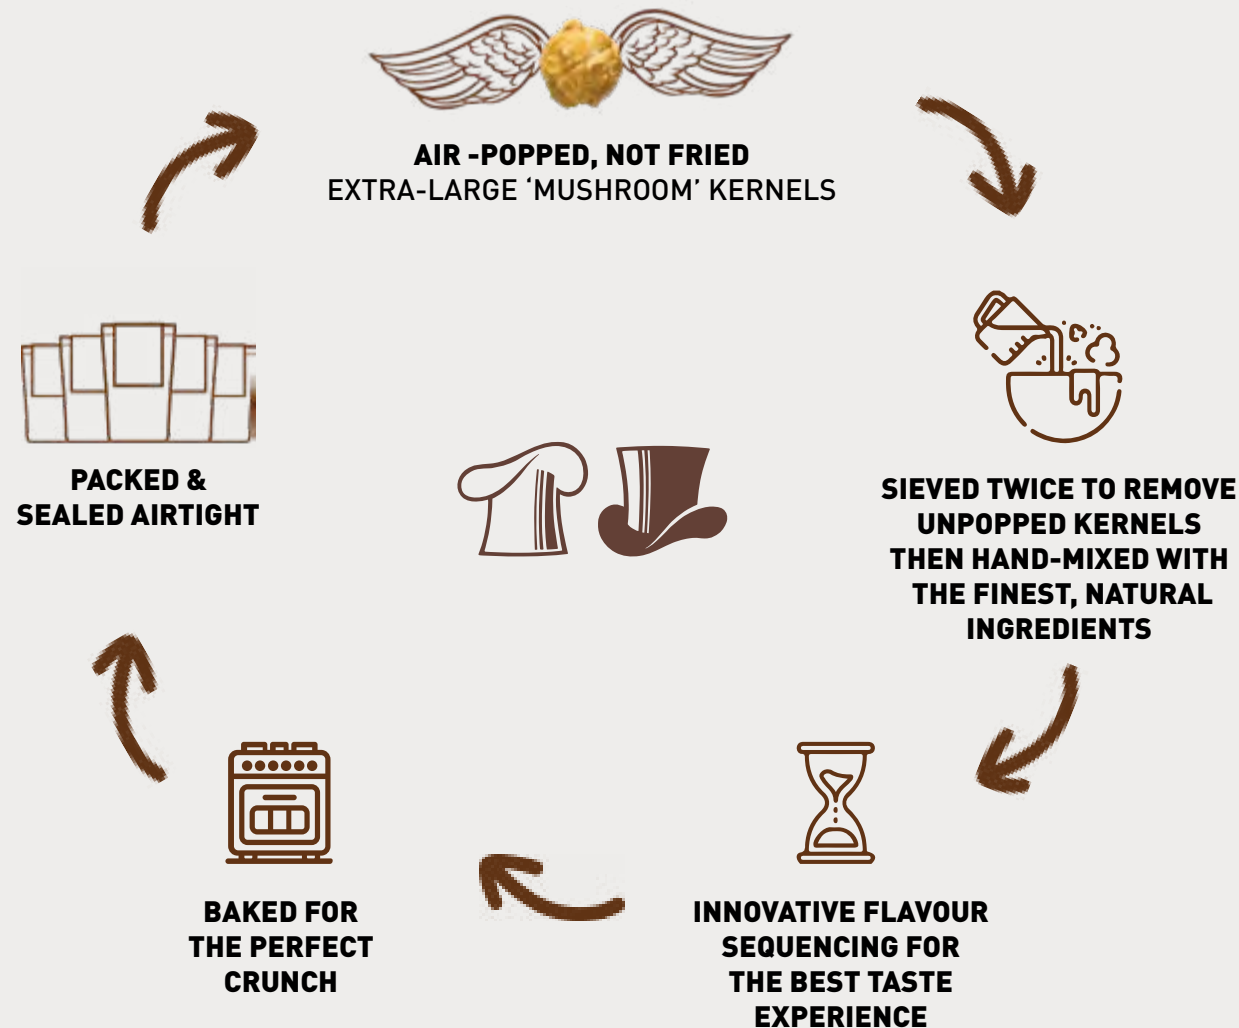 AIR -POPPED, NOT FRIED
EXTRA-LARGE ‘MUSHROOM’ KERNELS
SIEVED TWICE TO REMOVE
UNPOPPED KERNELS
THEN HAND-MIXED WITH
THE FINEST, NATURAL
INGREDIENTS
INNOVATIVE FLAVOUR
SEQUENCING FOR
THE BEST TASTE
EXPERIENCE
BAKED FOR
THE PERFECT
CRUNCH
PACKED &
SEALED AIRTIGHT